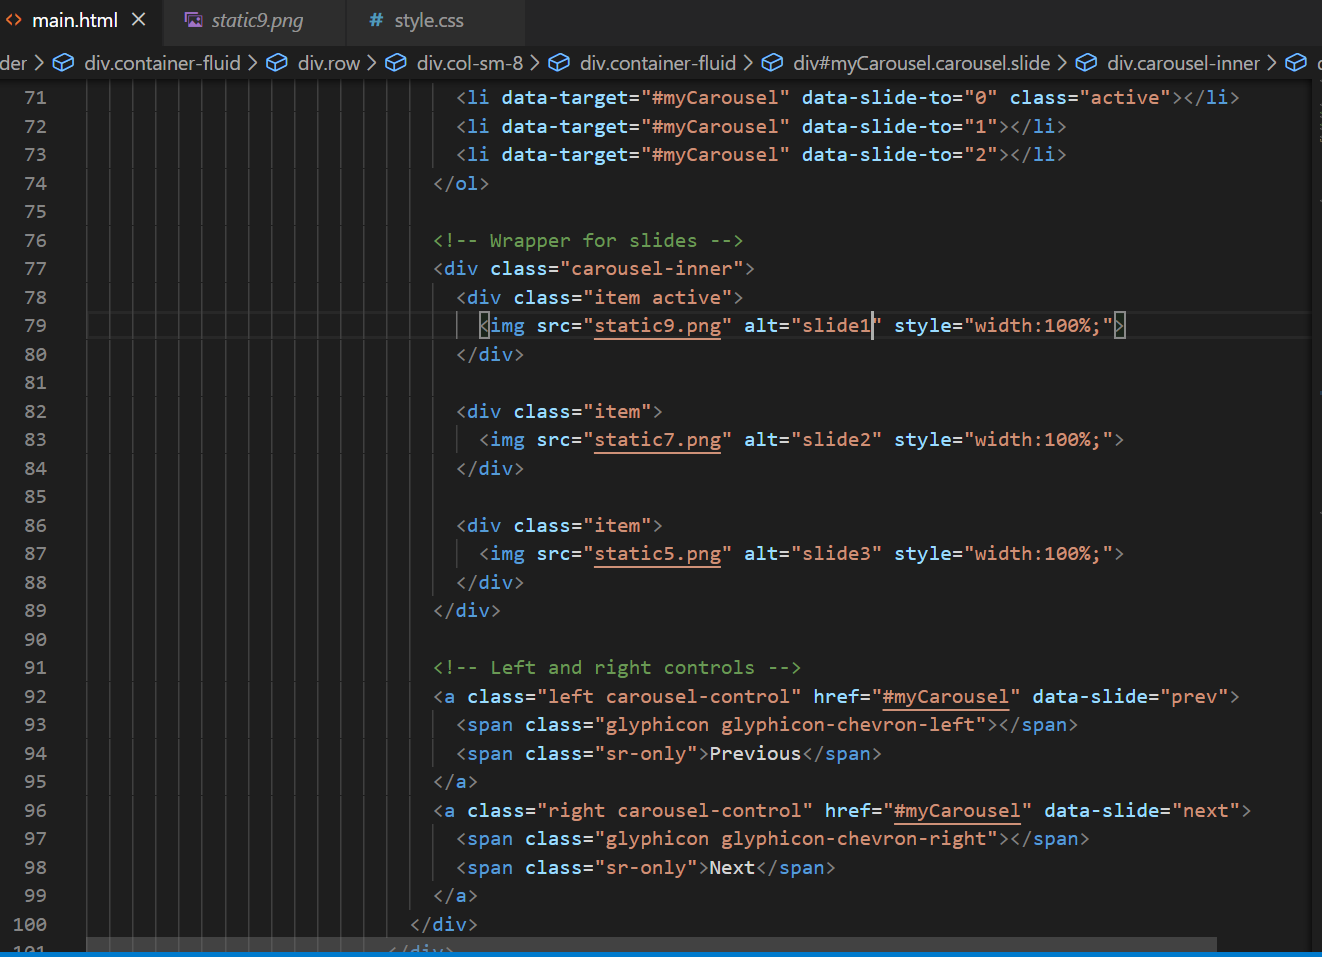 <> main.html ×
static9.png
# style.css
der > div.container-fluid > div.row > div.col-sm-8 > div.container-fluid > div#myCarousel.carousel.slide > div.carousel-inner >
71 <li data-target="#myCarousel" data-slide-to="0" class="active"></li>
72 <li data-target="#myCarousel" data-slide-to="1"></li>
73 <li data-target="#myCarousel" data-slide-to="2"></li>
74 </ol>
75
76 <!-- Wrapper for slides -->
77 <div class="carousel-inner">
78 <div class="item active">
79 <img src="static9.png" alt="slide1" style="width:100%;">
80 </div>
81
82 <div class="item">
83 <img src="static7.png" alt="slide2" style="width:100%;">
84 </div>
85
86 <div class="item">
87 <img src="static5.png" alt="slide3" style="width:100%;">
88 </div>
89 </div>
90
91 <!-- Left and right controls -->
92 <a class="left carousel-control" href="#myCarousel" data-slide="prev">
93 <span class="glyphicon glyphicon-chevron-left"></span>
94 <span class="sr-only">Previous</span>
95 </a>
96 <a class="right carousel-control" href="#myCarousel" data-slide="next">
97 <span class="glyphicon glyphicon-chevron-right"></span>
98 <span class="sr-only">Next</span>
99 </a>
100 </div>
101 </div>